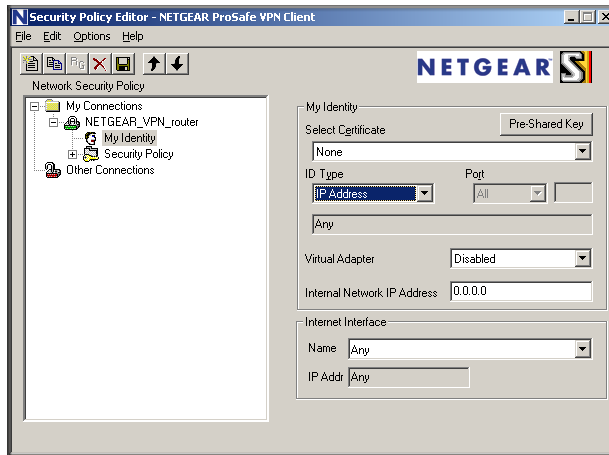 Security Policy Editor - NETGEAR ProSafe VPN Client
File Edit Options Help
NETGEAR
Network Security Policy
My Connections
NETGEAR_VPN_router
My Identity
Security Policy
Other Connections
My Identity
Select Certificate
Pre-Shared Key
None
ID Type
Port
IP Address
All
Any
Virtual Adapter
Disabled
Internal Network IP Address
0.0.0.0
Internet Interface
Name
Any
IP Addr
Any